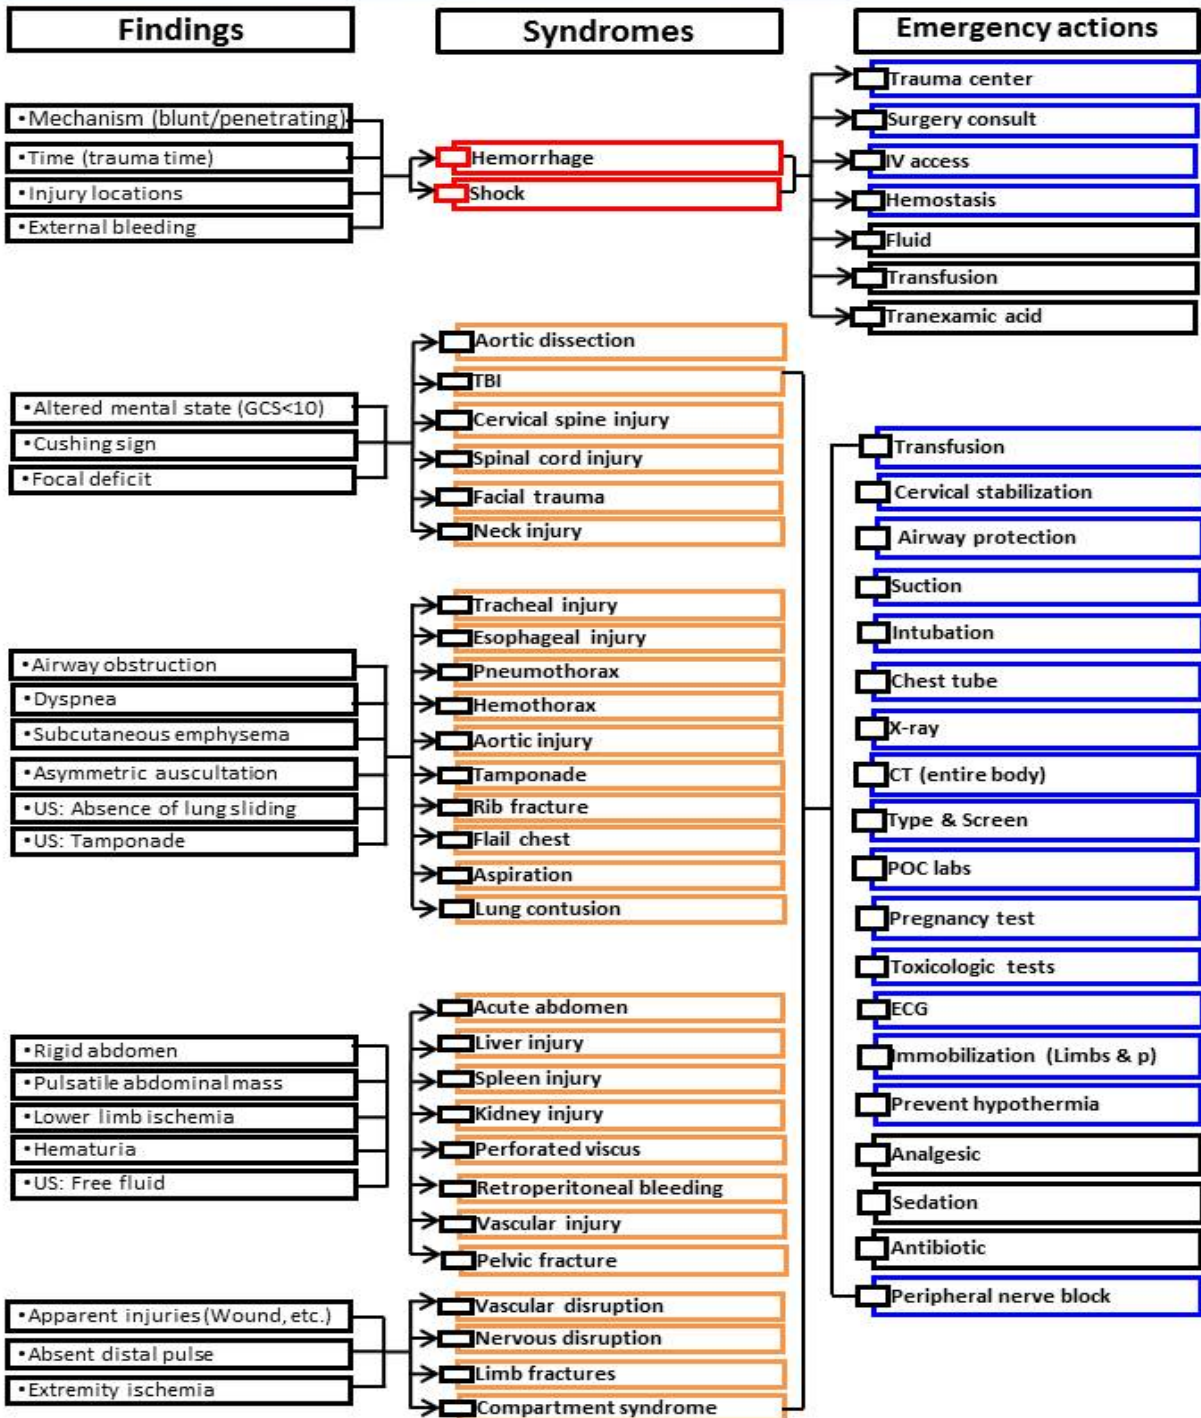 Findings
Syndromes
Emergency actions
•Mechanism (blunt/penetrating)
•Time (trauma time)
•Injury locations
•External bleeding
Hemorrhage
Shock
Trauma center
Surgery consult
IV access
Hemostasis
Fluid
Transfusion
Tranexamic acid
•Altered mental state (GCS<10)
•Cushing sign
•Focal deficit
Aortic dissection
TBI
Cervical spine injury
Spinal cord injury
Facial trauma
Neck injury
•Airway obstruction
•Dyspnea
•Subcutaneous emphysema
•Asymmetric auscultation
•US: Absence of lung sliding
•US: Tamponade
Tracheal injury
Esophageal injury
Pneumothorax
Hemothorax
Aortic injury
Tamponade
Rib fracture
Flail chest
Aspiration
Lung contusion
•Rigid abdomen
•Pulsatile abdominal mass
•Lower limb ischemia
•Hematuria
•US: Free fluid
Acute abdomen
Liver injury
Spleen injury
Kidney injury
Perforated viscus
Retroperitoneal bleeding
Vascular injury
Pelvic fracture
•Apparent injuries (Wound, etc.)
•Absent distal pulse
•Extremity ischemia
Vascular disruption
Nervous disruption
Limb fractures
Compartment syndrome
Transfusion
Cervical stabilization
Airway protection
Suction
Intubation
Chest tube
X-ray
CT (entire body)
Type & Screen
POC labs
Pregnancy test
Toxicologic tests
ECG
Immobilization (Limbs & p)
Prevent hypothermia
Analgesic
Sedation
Antibiotic
Peripheral nerve block